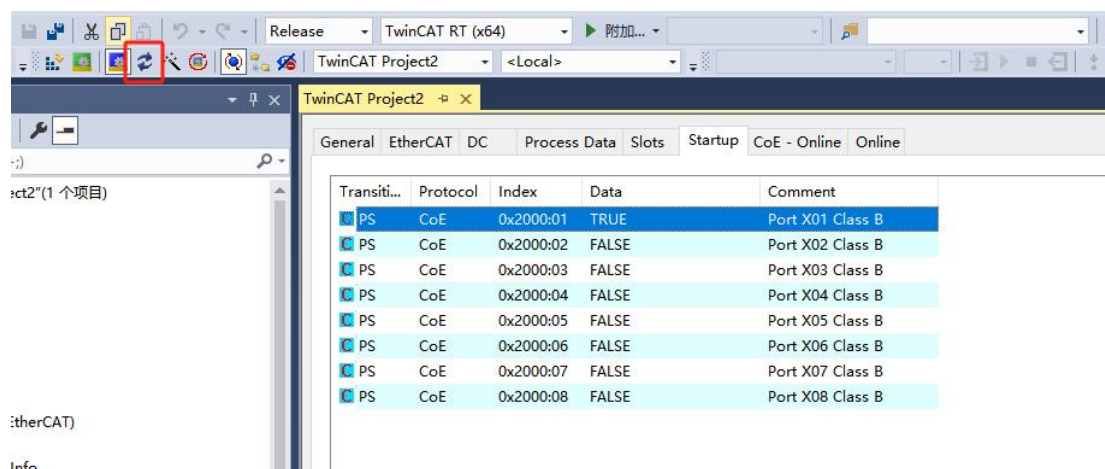 Release TwinCAT RT (x64) 附加...
TwinCAT Project2 <Local>
TwinCAT Project2
General EtherCAT DC Process Data Slots Startup CoE - Online Online
-;)
ect2"(1 个项目)
Transiti... Protocol Index Data Comment
C PS CoE 0x2000:01 TRUE Port X01 Class B
C PS CoE 0x2000:02 FALSE Port X02 Class B
C PS CoE 0x2000:03 FALSE Port X03 Class B
C PS CoE 0x2000:04 FALSE Port X04 Class B
C PS CoE 0x2000:05 FALSE Port X05 Class B
C PS CoE 0x2000:06 FALSE Port X06 Class B
C PS CoE 0x2000:07 FALSE Port X07 Class B
C PS CoE 0x2000:08 FALSE Port X08 Class B
EtherCAT)
Info